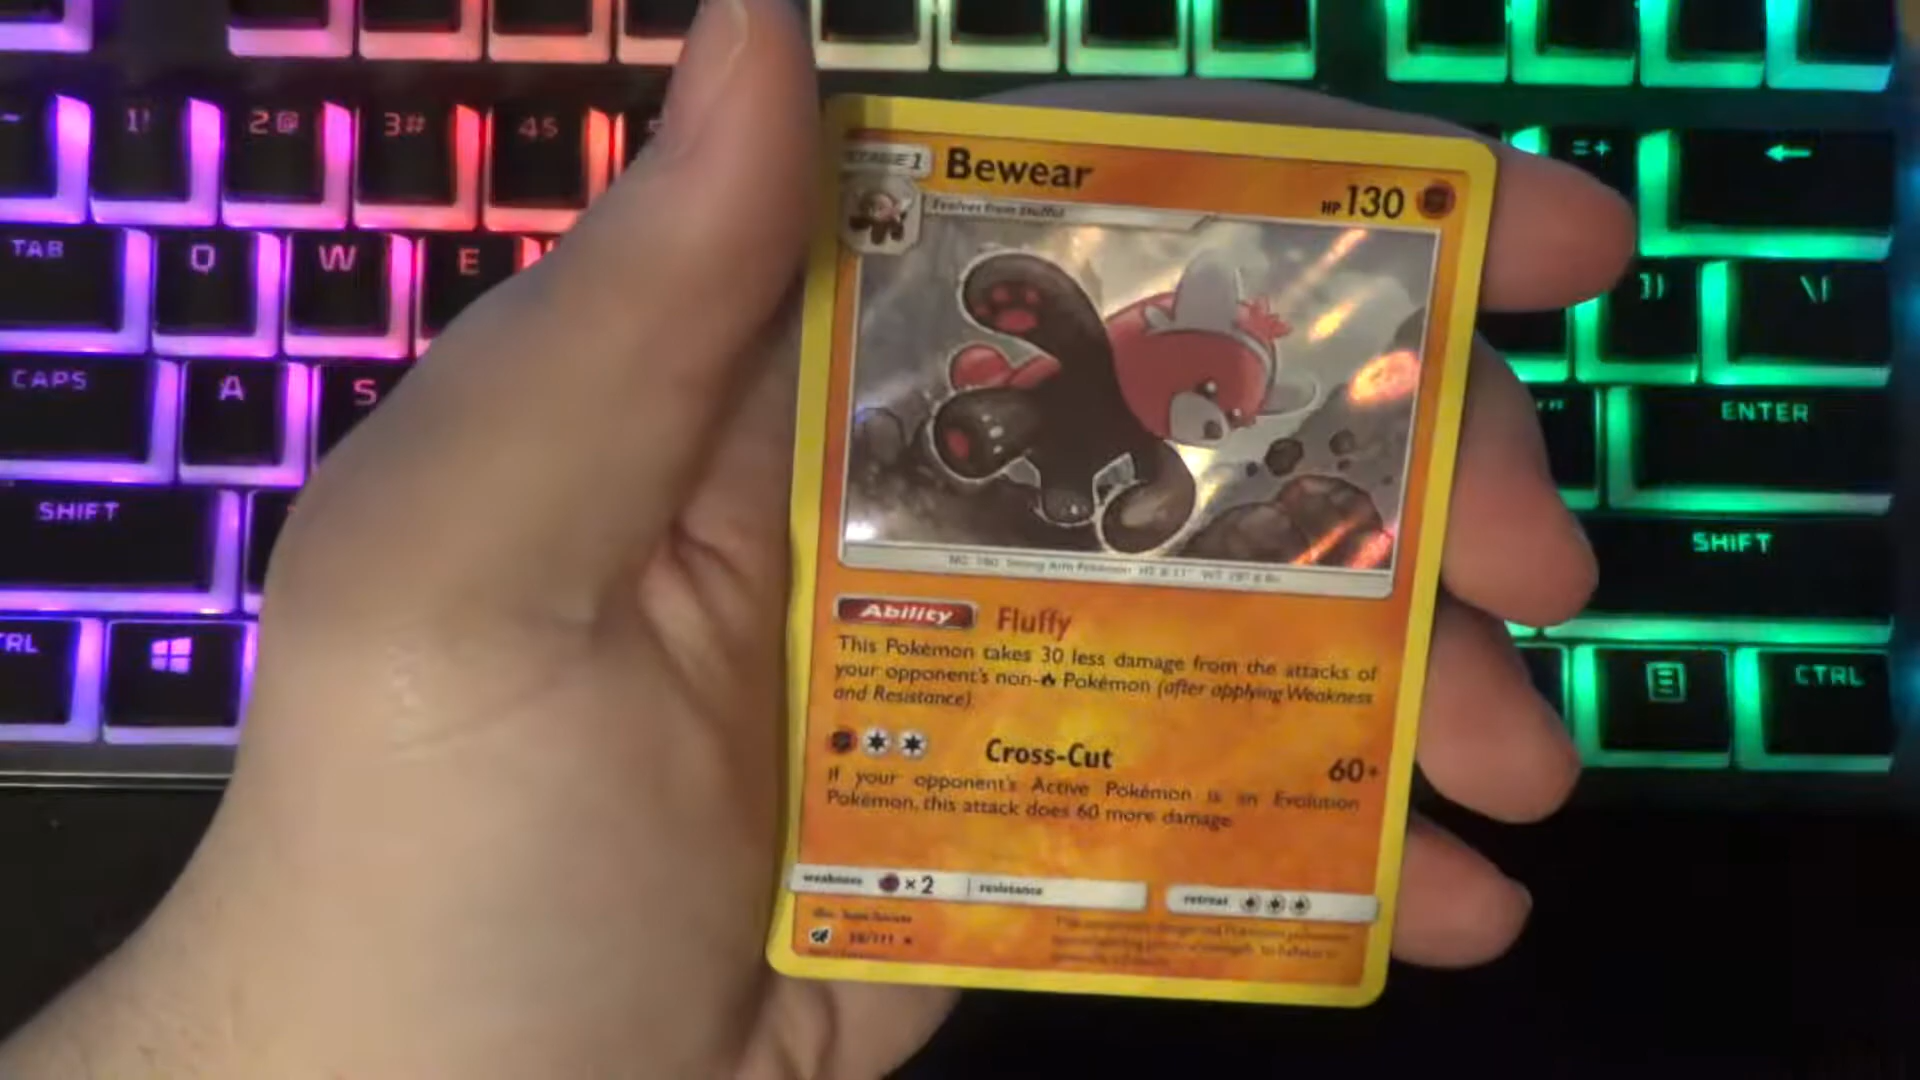 1!
2@
3#
4$
=+
TAB
Q
W
E
]}
\|
CAPS
A
S
ENTER
SHIFT
SHIFT
CTRL
STAGE 1
Bewear
HP 130
Evolves from Stufful
Ability Fluffy
This Pokémon takes 30 less damage from the attacks of
your opponent's non- Pokémon (after applying Weakness
and Resistance).
Cross-Cut 60+
If your opponent's Active Pokémon is an Evolution
Pokémon, this attack does 60 more damage.
weakness ×2 resistance retreat